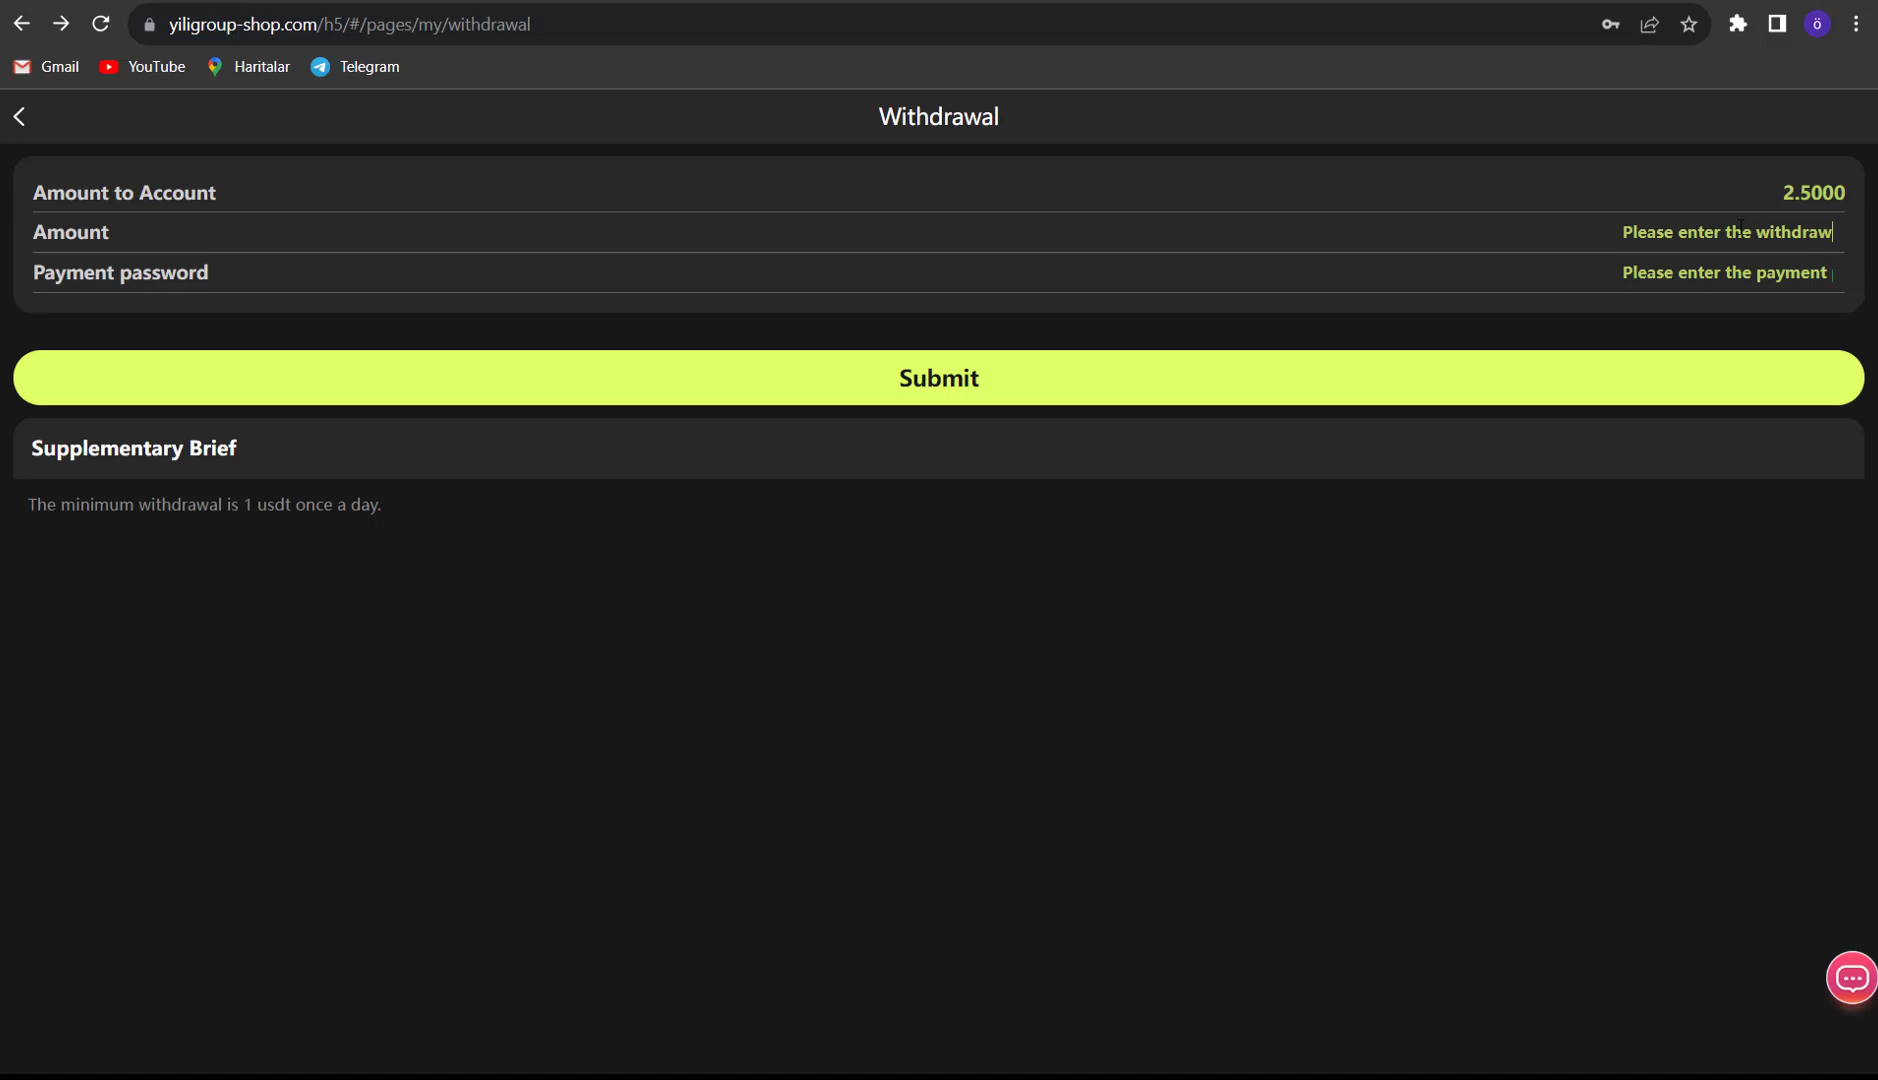 yiligroup-shop.com/h5/#/pages/my/withdrawal
ö
Gmail YouTube Haritalar Telegram
Withdrawal
Amount to Account 2.5000
Amount Please enter the withdraw
Payment password Please enter the payment
Submit
Supplementary Brief
The minimum withdrawal is 1 usdt once a day.